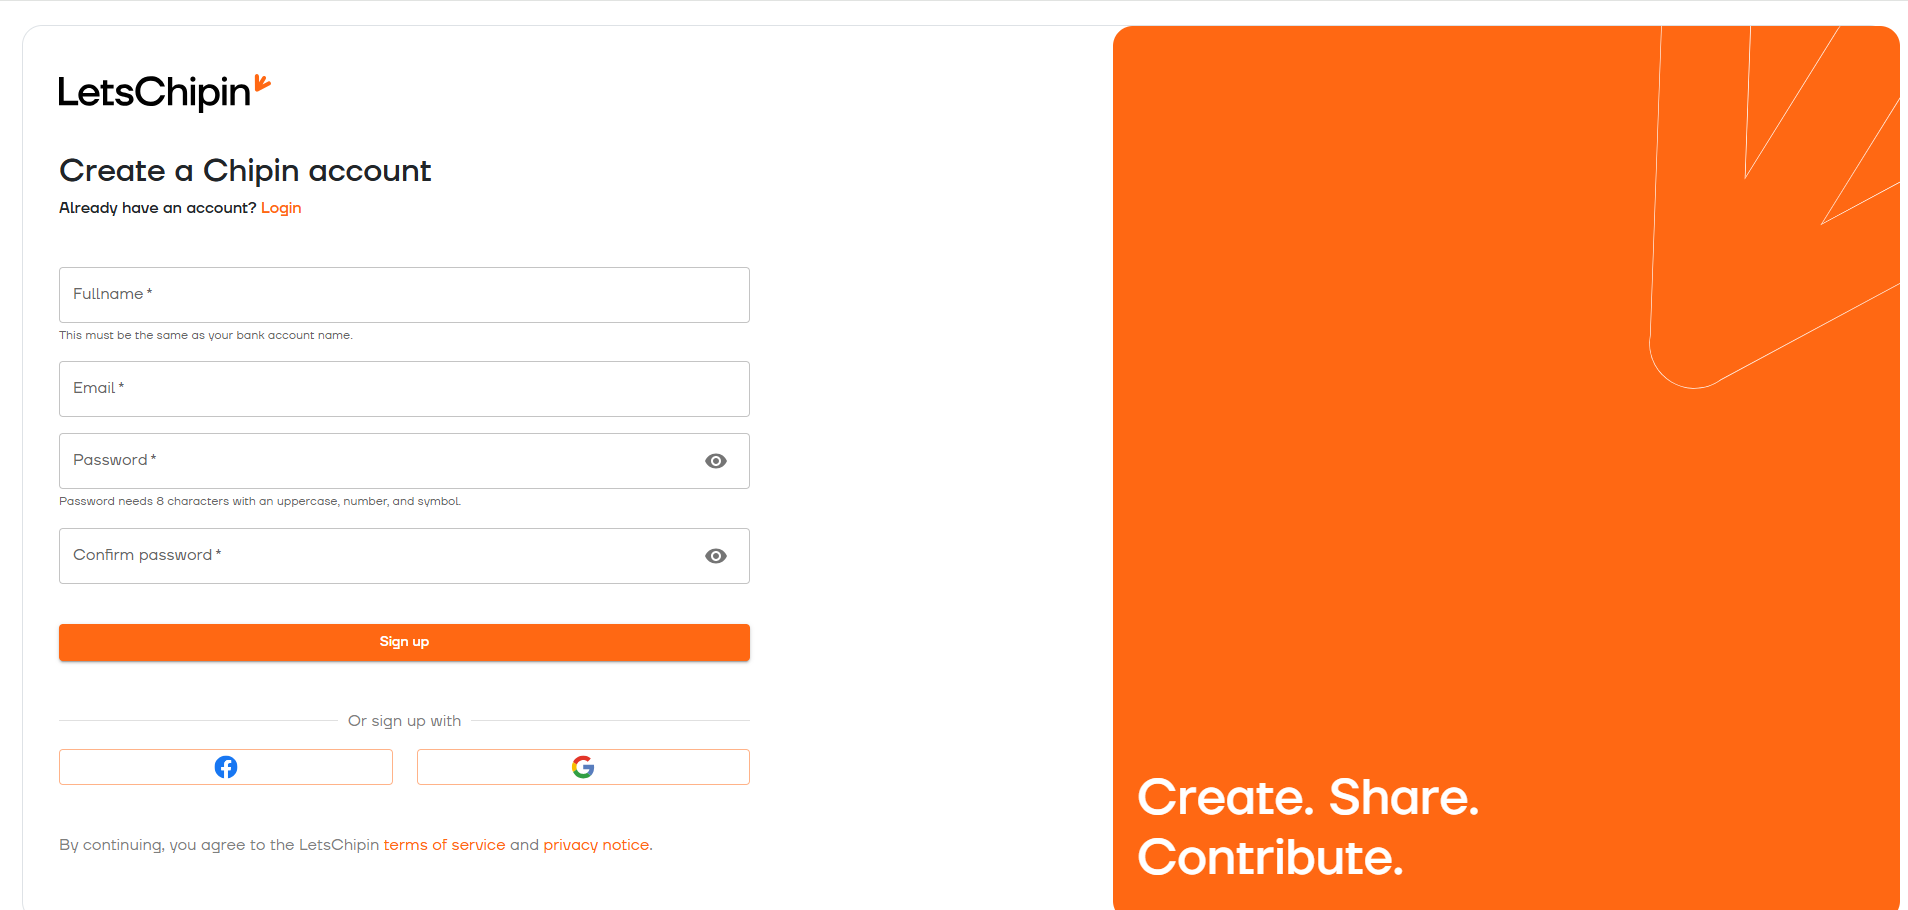 LetsChipin
Create a Chipin account
Already have an account? Login
Fullname *
This must be the same as your bank account name.
Email *
Password *
Password needs 8 characters with an uppercase, number, and symbol.
Confirm password *
Sign up
Or sign up with
By continuing, you agree to the LetsChipin terms of service and privacy notice.
Create. Share.
Contribute.